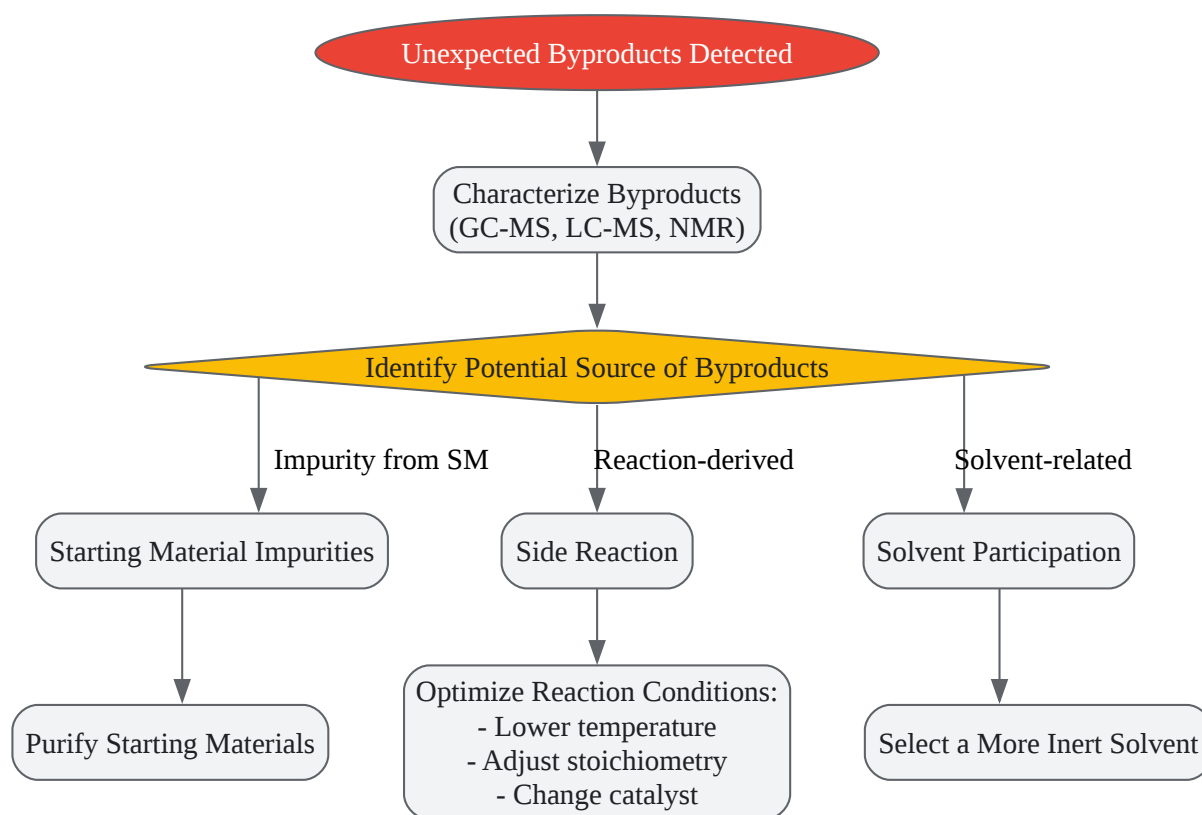 Unexpected Byproducts Detected
Characterize Byproducts
(GC-MS, LC-MS, NMR)
Identify Potential Source of Byproducts
Impurity from SM
Reaction-derived
Solvent-related
Starting Material Impurities
Side Reaction
Solvent Participation
Purify Starting Materials
Optimize Reaction Conditions:
- Lower temperature
- Adjust stoichiometry
- Change catalyst
Select a More Inert Solvent